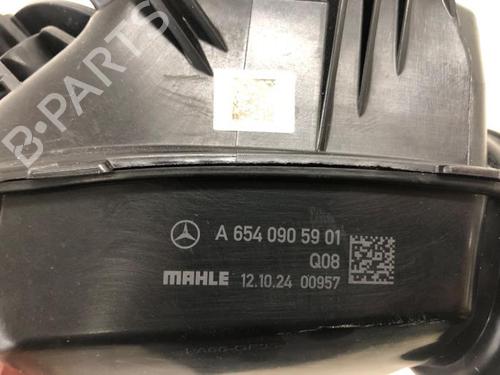 B-PARTS
A 654 090 59 01
Q08
MAHLE 12.10.24 00957